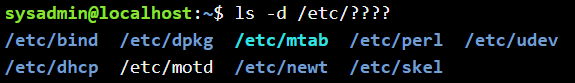 sysadmin@localhost:~$ ls -d /etc/????
/etc/bind  /etc/dpkg  /etc/mtab  /etc/perl  /etc/udev
/etc/dhcp  /etc/motd  /etc/newt  /etc/skel